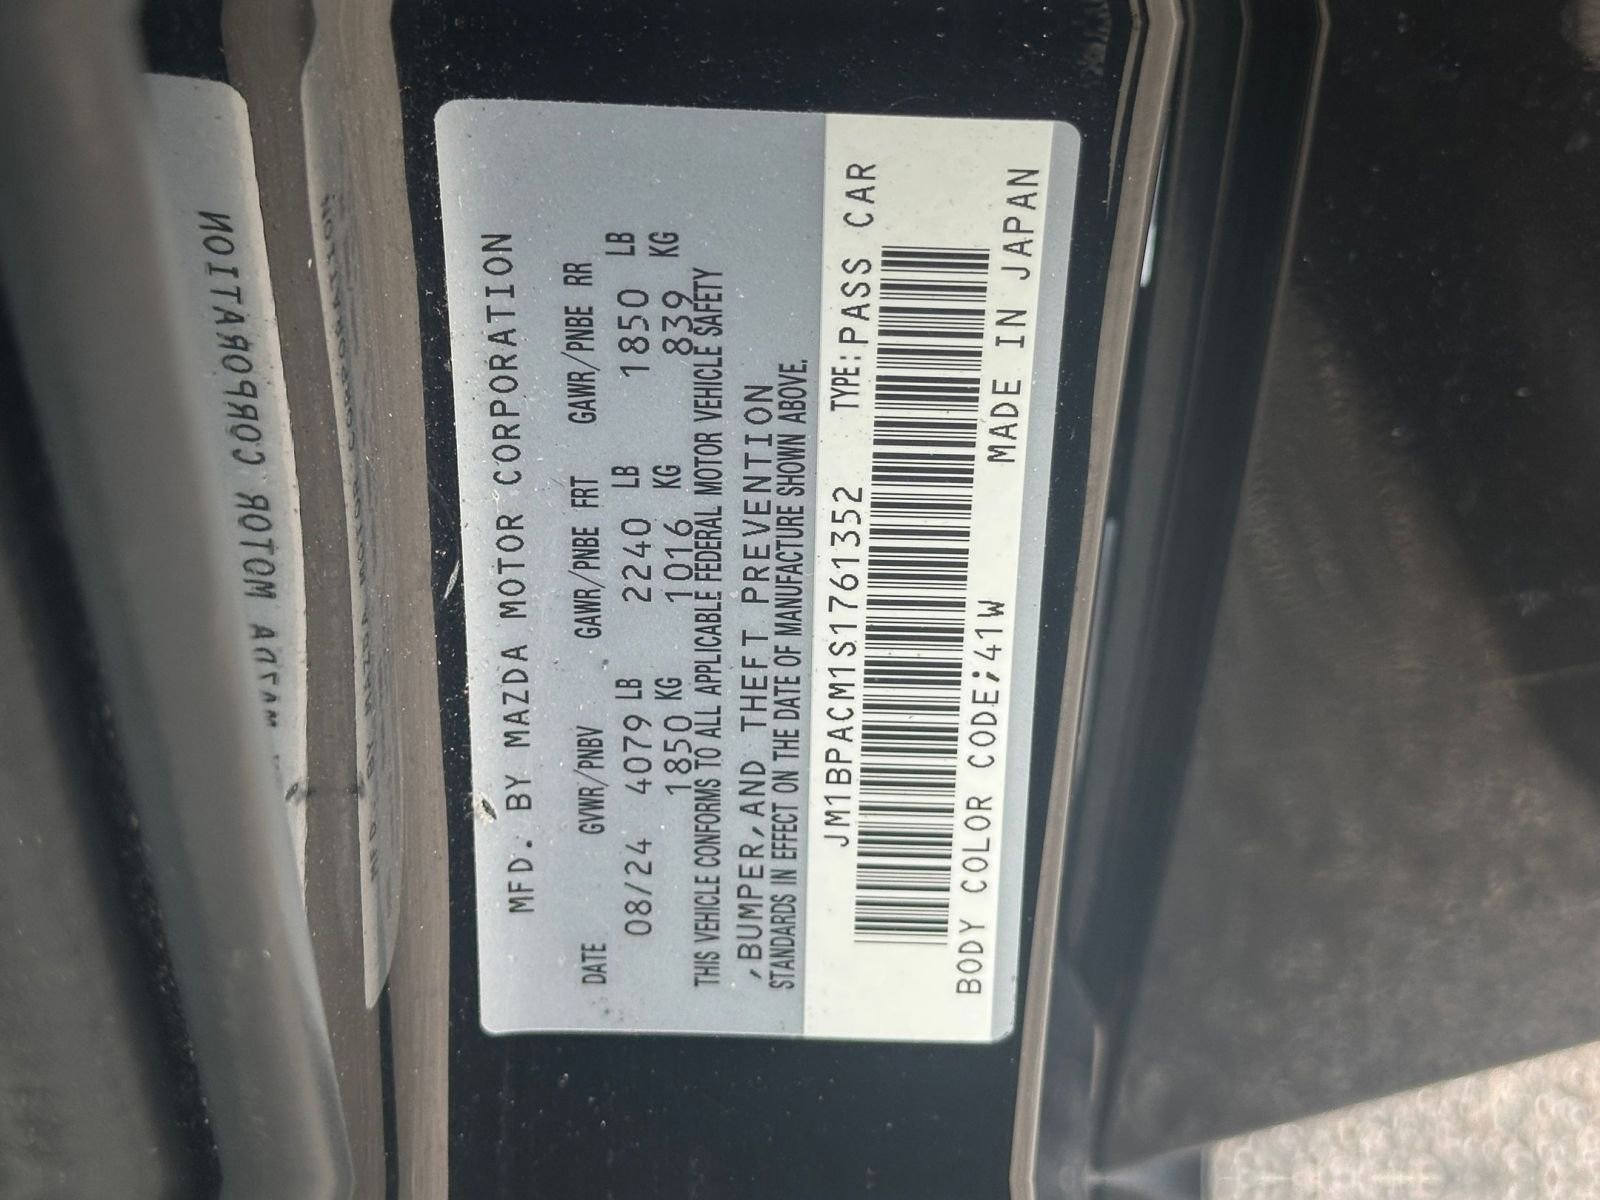 MFD. BY MAZDA MOTOR CORPORATION
DATE GVWR/PNBV GAWR/PNBE FRT GAWR/PNBE RR
08/24 4079 LB 2240 LB 1850 LB
1850 KG 1016 KG 839 KG
THIS VEHICLE CONFORMS TO ALL APPLICABLE FEDERAL MOTOR VEHICLE SAFETY
,BUMPER,AND THEFT PREVENTION
STANDARDS IN EFFECT ON THE DATE OF MANUFACTURE SHOWN ABOVE.
JM1BPACM1S1761352 TYPE:PASS CAR
BODY COLOR CODE;41W MADE IN JAPAN
MOTOR CORPORATION